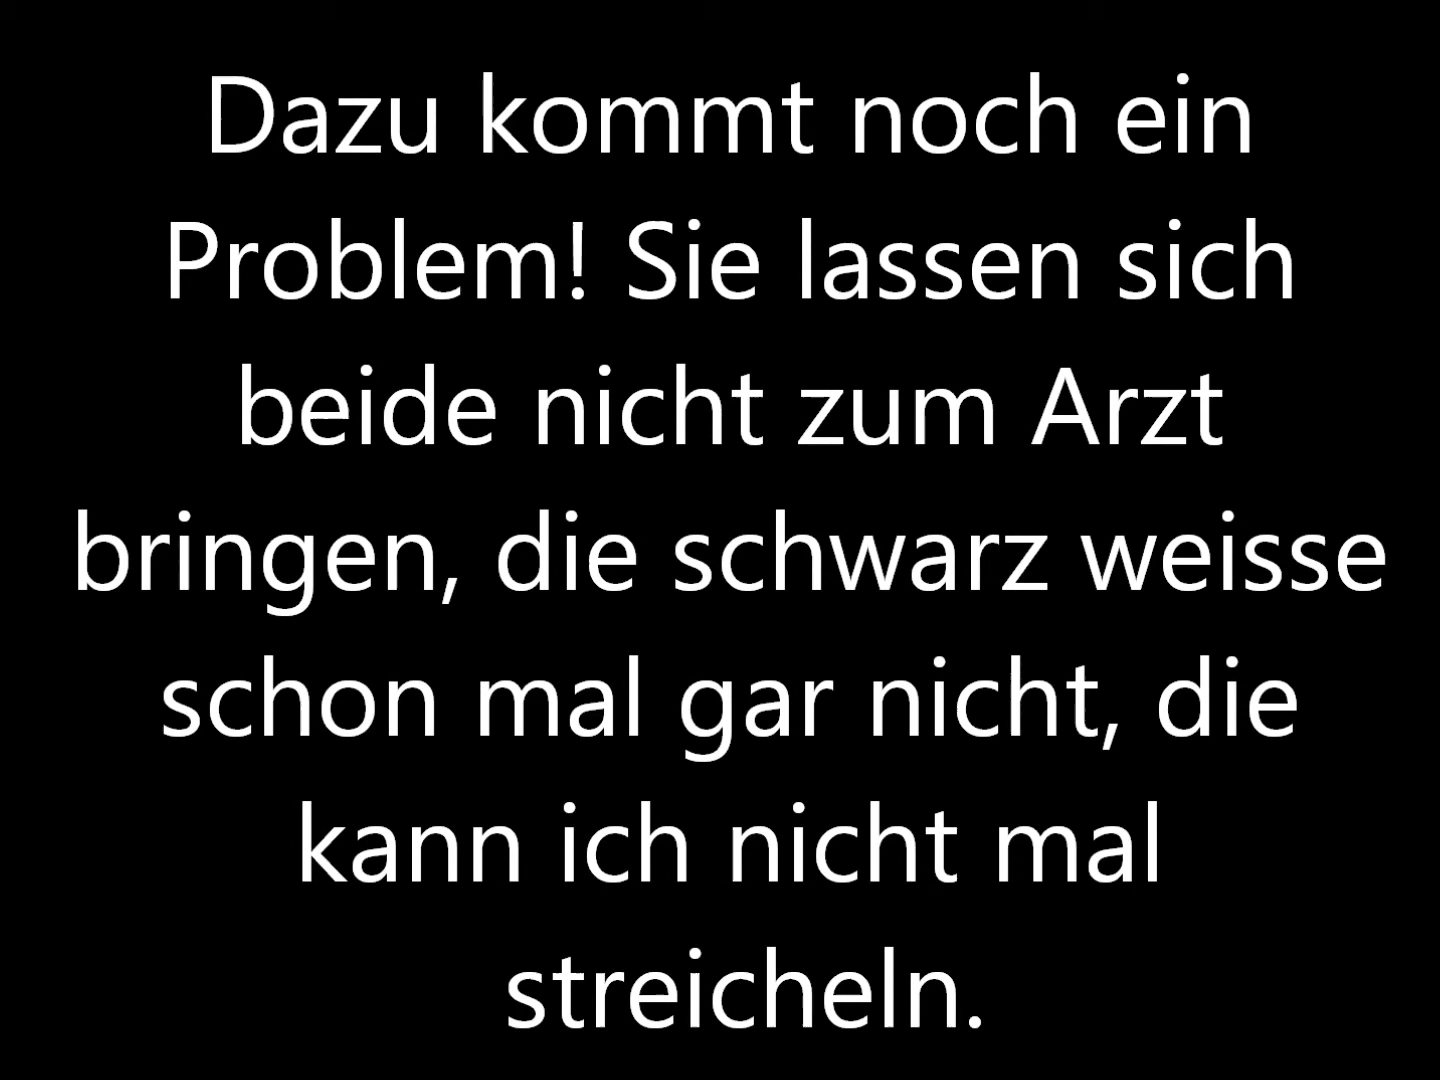 Dazu kommt noch ein
Problem! Sie lassen sich
beide nicht zum Arzt
bringen, die schwarz weisse
schon mal gar nicht, die
kann ich nicht mal
streicheln.